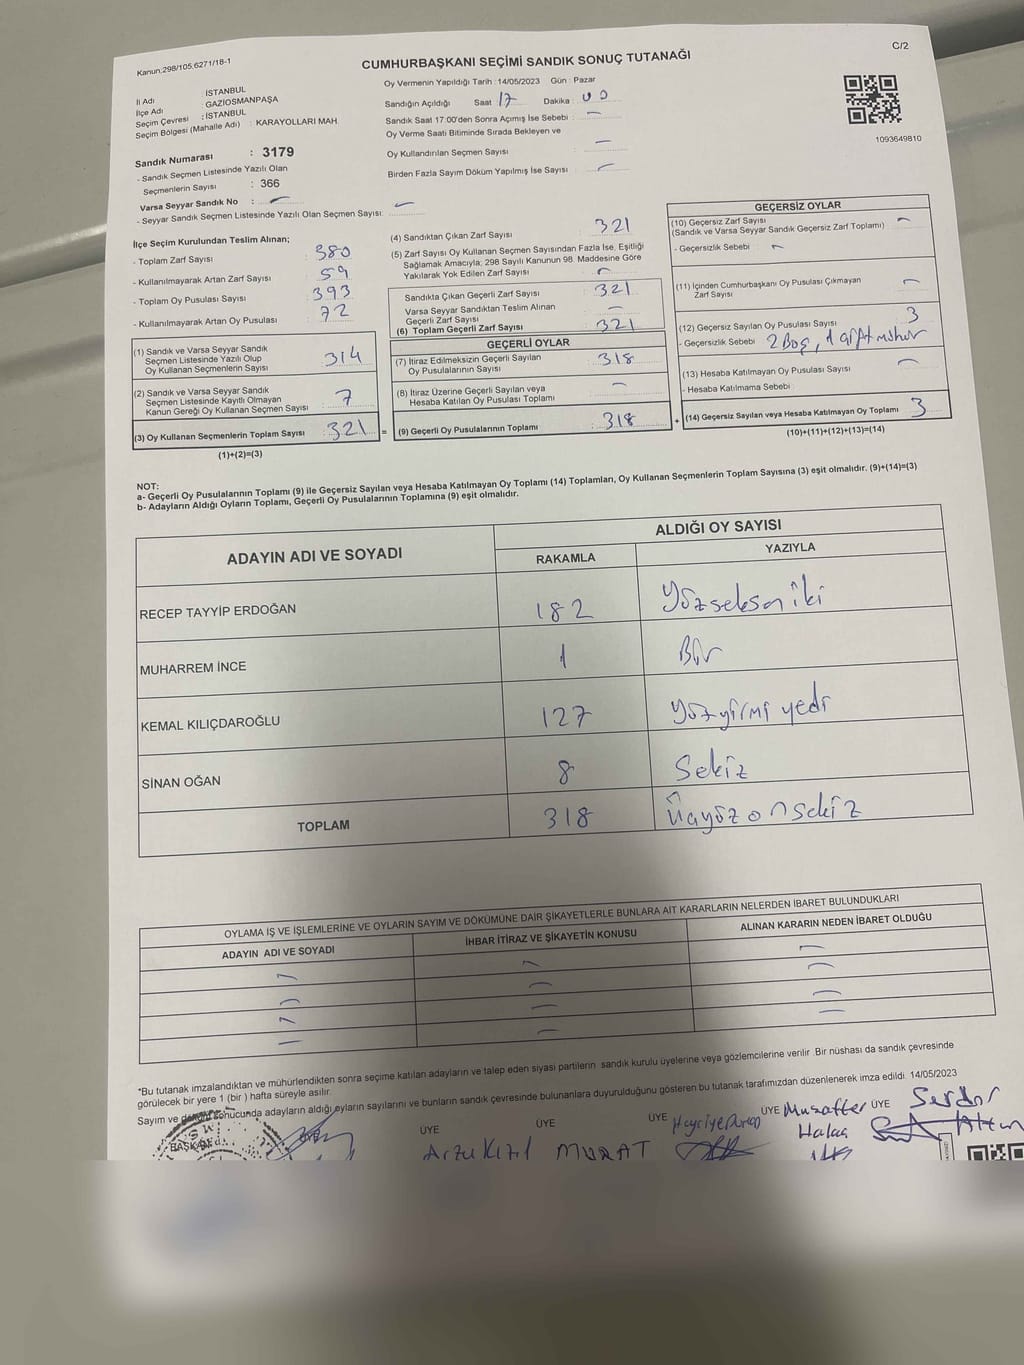 Kanun:298/105,6271/18-1
C/2
CUMHURBAŞKANI SEÇİMİ SANDIK SONUÇ TUTANAĞI
İl Adı : İSTANBUL
İlçe Adı : GAZİOSMANPAŞA
Seçim Çevresi : İSTANBUL
Seçim Bölgesi (Mahalle Adı) : KARAYOLLARI MAH.
Oy Vermenin Yapıldığı Tarih : 14/05/2023 Gün : Pazar
Sandığın Açıldığı Saat 17 Dakika : 00
Sandık Saat 17:00'den Sonra Açımış İse Sebebi : –
Oy Verme Saati Bitiminde Sırada Bekleyen ve
Oy Kullandırılan Seçmen Sayısı –
Birden Fazla Sayım Döküm Yapılmış İse Sayısı : –
1093649810
Sandık Numarası : 3179
- Sandık Seçmen Listesinde Yazılı Olan
Seçmenlerin Sayısı : 366
Varsa Seyyar Sandık No : –
- Seyyar Sandık Seçmen Listesinde Yazılı Olan Seçmen Sayısı: –
İlçe Seçim Kurulundan Teslim Alınan;
- Toplam Zarf Sayısı : 380
- Kullanılmayarak Artan Zarf Sayısı : 59
- Toplam Oy Pusulası Sayısı : 393
- Kullanılmayarak Artan Oy Pusulası : 72
(1) Sandık ve Varsa Seyyar Sandık
Seçmen Listesinde Yazılı Olup
Oy Kullanan Seçmenlerin Sayısı : 314
(2) Sandık ve Varsa Seyyar Sandık
Seçmen Listesinde Kayıtlı Olmayan
Kanun Gereği Oy Kullanan Seçmen Sayısı : 7
(3) Oy Kullanan Seçmenlerin Toplam Sayısı : 321 =
(1)+(2)=(3)
(4) Sandıktan Çıkan Zarf Sayısı : 321
(5) Zarf Sayısı Oy Kullanan Seçmen Sayısından Fazla İse, Eşitliği
Sağlamak Amacıyla; 298 Sayılı Kanunun 98. Maddesine Göre
Yakılarak Yok Edilen Zarf Sayısı : –
Sandıkta Çıkan Geçerli Zarf Sayısı : 321
Varsa Seyyar Sandıktan Teslim Alınan
Geçerli Zarf Sayısı :
(6) Toplam Geçerli Zarf Sayısı : 321
GEÇERLİ OYLAR
(7) İtiraz Edilmeksizin Geçerli Sayılan
Oy Pusulalarının Sayısı : 318
(8) İtiraz Üzerine Geçerli Sayılan veya
Hesaba Katılan Oy Pusulası Toplamı : –
(9) Geçerli Oy Pusulalarının Toplamı : 318 +
GEÇERSİZ OYLAR
(10) Geçersiz Zarf Sayısı
(Sandık ve Varsa Seyyar Sandık Geçersiz Zarf Toplamı) : –
- Geçersizlik Sebebi : –
(11) İçinden Cumhurbaşkanı Oy Pusulası Çıkmayan
Zarf Sayısı : –
(12) Geçersiz Sayılan Oy Pusulası Sayısı : 3
- Geçersizlik Sebebi : 2 Boş, 1 çift mühür
(13) Hesaba Katılmayan Oy Pusulası Sayısı : –
- Hesaba Katılmama Sebebi :
(14) Geçersiz Sayılan veya Hesaba Katılmayan Oy Toplamı : 3
(10)+(11)+(12)+(13)=(14)
NOT:
a- Geçerli Oy Pusulalarının Toplamı (9) ile Geçersiz Sayılan veya Hesaba Katılmayan Oy Toplamı (14) Toplamları, Oy Kullanan Seçmenlerin Toplam Sayısına (3) eşit olmalıdır. (9)+(14)=(3)
b- Adayların Aldığı Oyların Toplamı, Geçerli Oy Pusulalarının Toplamına (9) eşit olmalıdır.
ADAYIN ADI VE SOYADI ALDIĞI OY SAYISI
RAKAMLA YAZIYLA
RECEP TAYYİP ERDOĞAN 182 Yüzseksen iki
MUHARREM İNCE 1 Bir
KEMAL KILIÇDAROĞLU 127 Yüzyirmi yedi
SİNAN OĞAN 8 Sekiz
TOPLAM 318 Üçyüz onsekiz
OYLAMA İŞ VE İŞLEMLERİNE VE OYLARIN SAYIM VE DÖKÜMÜNE DAİR ŞİKAYETLERLE BUNLARA AİT KARARLARIN NELERDEN İBARET BULUNDUKLARI
ADAYIN ADI VE SOYADI İHBAR İTİRAZ VE ŞİKAYETİN KONUSU ALINAN KARARIN NEDEN İBARET OLDUĞU
*Bu tutanak imzalandıktan ve mühürlendikten sonra seçime katılan adayların ve talep eden siyasi partilerin sandık kurulu üyelerine veya gözlemcilerine verilir. Bir nüshası da sandık çevresinde
görülecek bir yere 1 (bir ) hafta süreyle asılır.
Sayım ve döküm sonucunda adayların aldığı oyların sayılarını ve bunların sandık çevresinde bulunanlara duyurulduğunu gösteren bu tutanak tarafımızdan düzenlenerek imza edildi. 14/05/2023
BAŞKAN ÜYE ÜYE ÜYE ÜYE ÜYE
Arzu Kızıl MURAT Hayriye Muzaffer Serdar